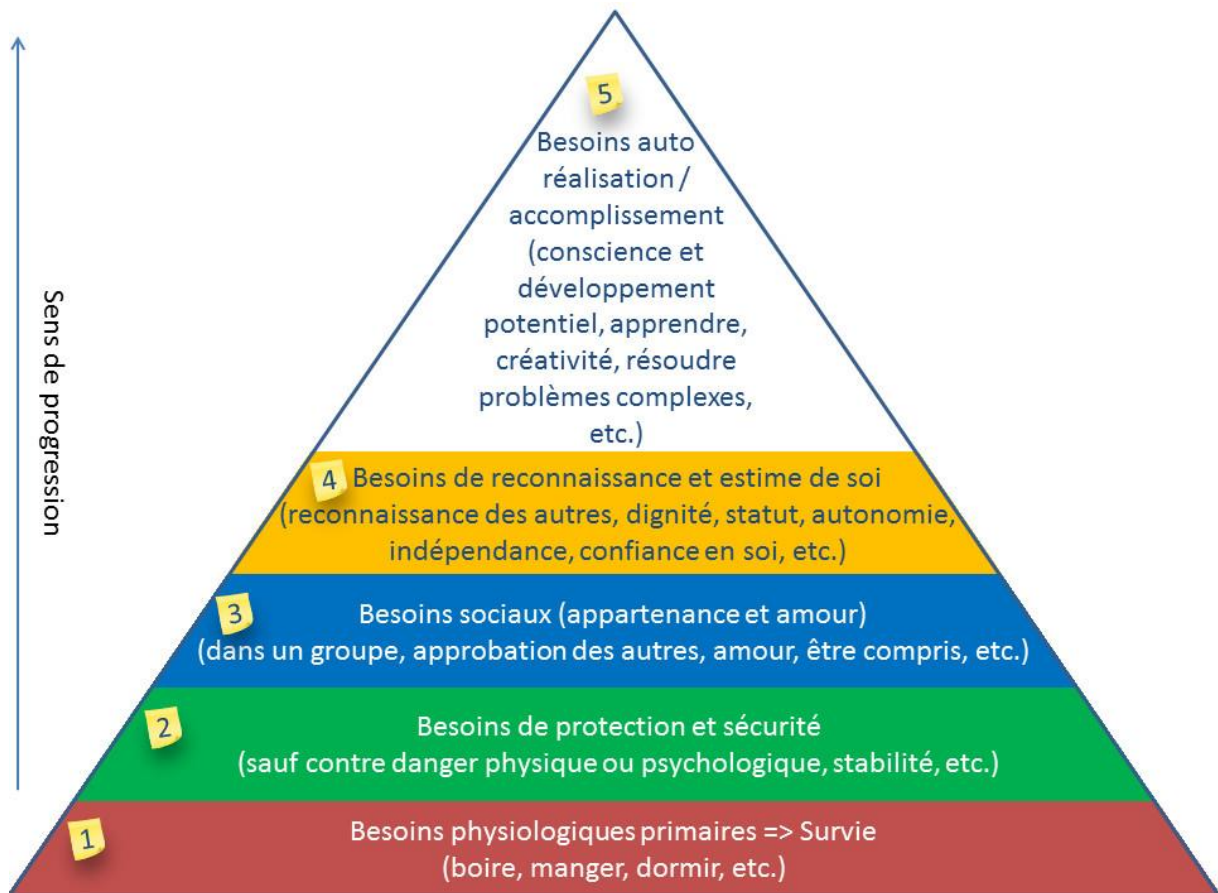 5
Besoins auto
réalisation /
accomplissement
(conscience et
développement
potentiel, apprendre,
créativité, résoudre
problèmes complexes,
etc.)
Sens de progression
4
Besoins de reconnaissance et estime de soi
(reconnaissance des autres, dignité, statut, autonomie,
indépendance, confiance en soi, etc.)
3
Besoins sociaux (appartenance et amour)
(dans un groupe, approbation des autres, amour, être compris, etc.)
2
Besoins de protection et sécurité
(sauf contre danger physique ou psychologique, stabilité, etc.)
1
Besoins physiologiques primaires => Survie
(boire, manger, dormir, etc.)